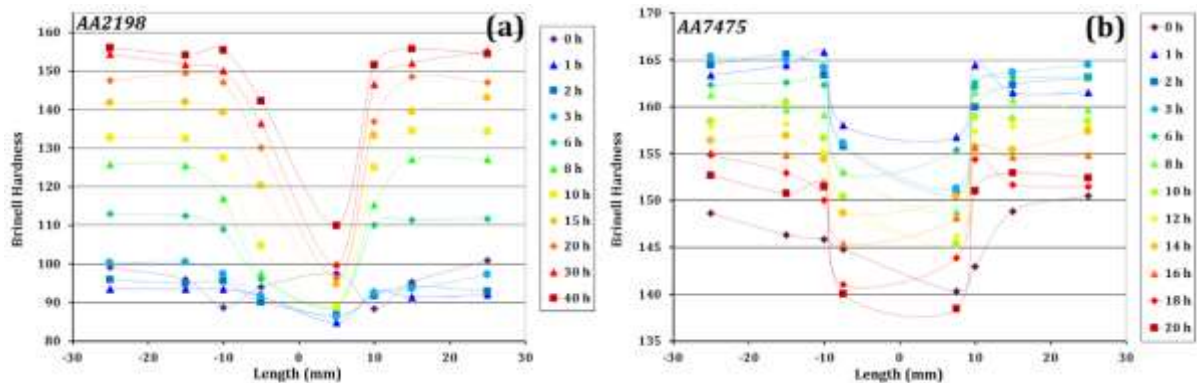 AA2198
(a)
Brinell Hardness
160
150
140
130
120
110
100
90
80
-30
-20
-10
0
10
20
30
Length (mm)
0 h
1 h
2 h
3 h
6 h
8 h
10 h
15 h
20 h
30 h
40 h
AA7475
(b)
Brinell Hardness
170
165
160
155
150
145
140
135
-30
-20
-10
0
10
20
30
Length (mm)
0 h
1 h
2 h
3 h
6 h
8 h
10 h
12 h
14 h
16 h
18 h
20 h